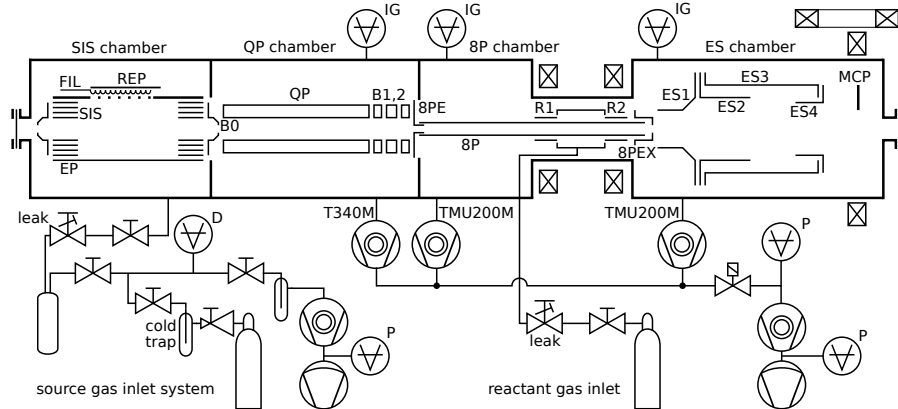 IG
IG
IG
SIS chamber
QP chamber
8P chamber
ES chamber
FIL
REP
QP
B1,2
8PE
R1
R2
ES1
ES3
ES2
ES4
MCP
SIS
B0
8P
8PEX
EP
leak
D
T340M
TMU200M
TMU200M
P
cold
trap
leak
P
P
source gas inlet system
reactant gas inlet